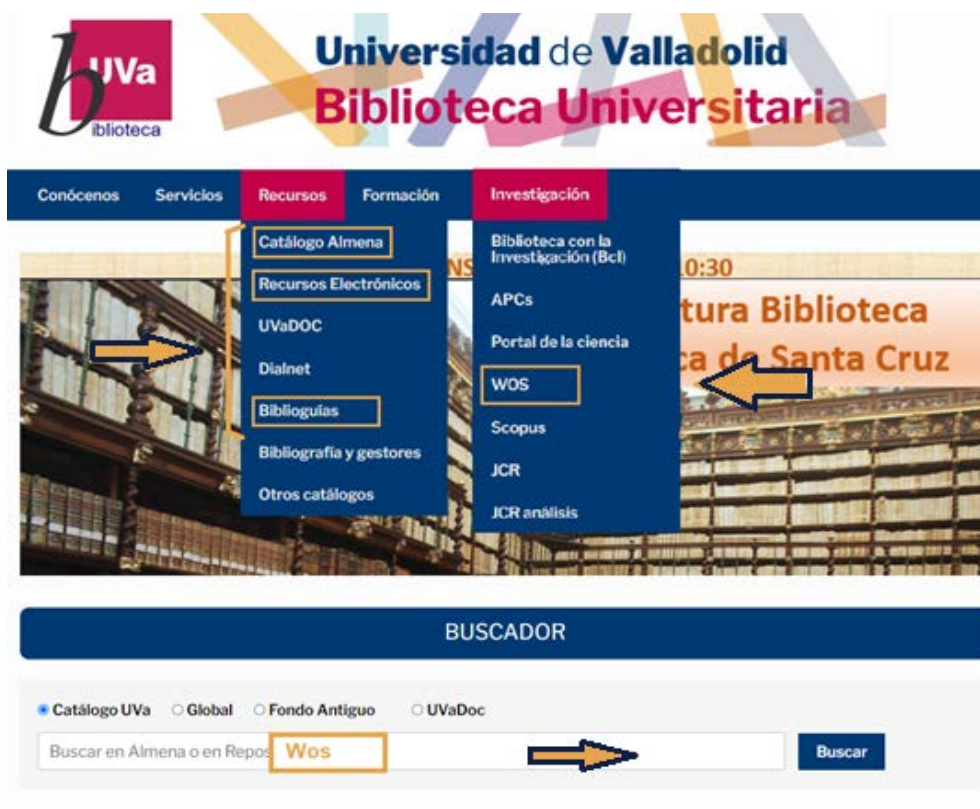 UVa
biblioteca
Universidad de Valladolid
Biblioteca Universitaria
Conócenos Servicios Recursos Formación Investigación
Catálogo Almena
Recursos Electrónicos
UVaDOC
Dialnet
Biblioguías
Bibliografía y gestores
Otros catálogos
Biblioteca con la
Investigación (BcI)
APCs
Portal de la ciencia
WOS
Scopus
JCR
JCR análisis
NS 0:30
tura Biblioteca
ca de Santa Cruz
BUSCADOR
Catálogo UVa Global Fondo Antiguo UVaDoc
Buscar en Almena o en Repos Wos Buscar